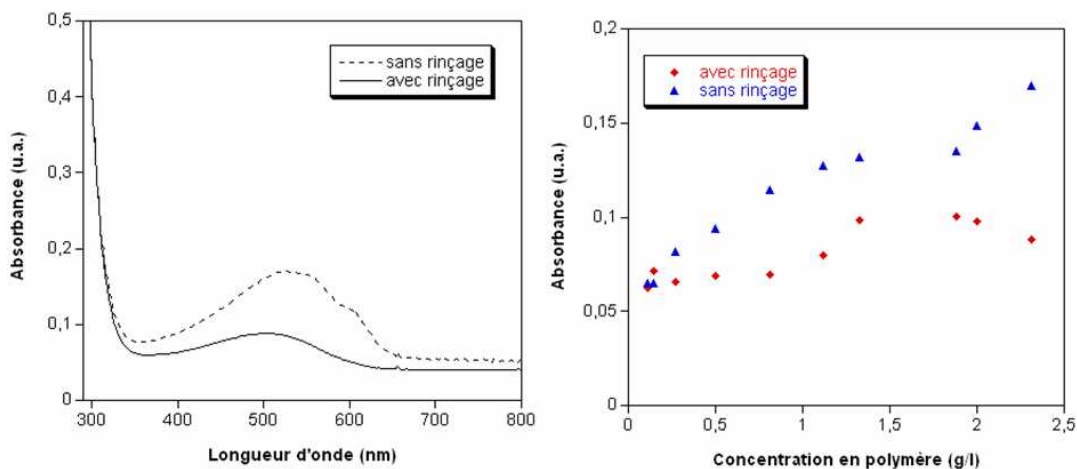 0,5
0,4
0,3
0,2
0,1
0
300
400
500
600
700
800
Absorbance (u.a.)
Longueur d'onde (nm)
sans rinçage
avec rinçage
0,2
0,15
0,1
0,05
0
0
0,5
1
1,5
2
2,5
Absorbance (u.a.)
Concentration en polymère (g/l)
avec rinçage
sans rinçage